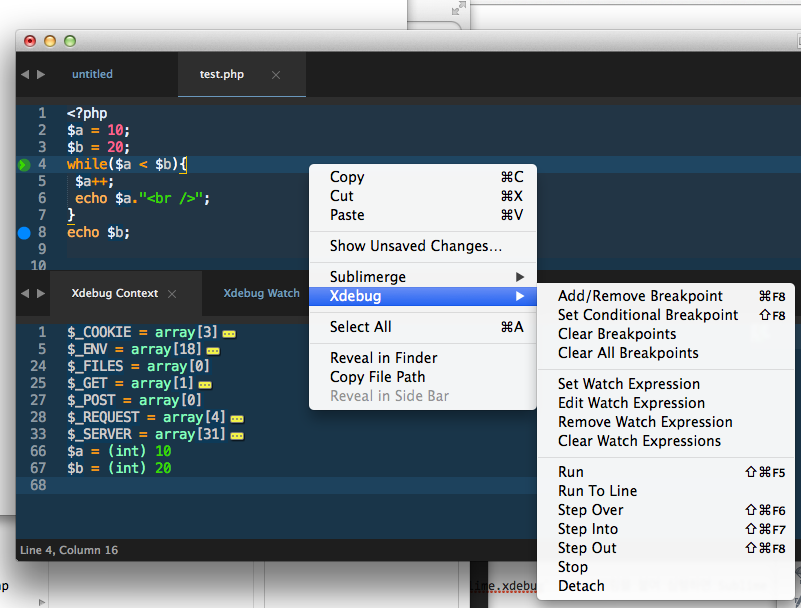 untitled
test.php
1 <?php
2 $a = 10;
3 $b = 20;
4 while($a < $b){
5 $a++;
6 echo $a."<br />";
7 }
8 echo $b;
9
10
Copy ⌘C
Cut ⌘X
Paste ⌘V
Show Unsaved Changes...
Sublimerge
Xdebug
Select All ⌘A
Reveal in Finder
Copy File Path
Reveal in Side Bar
Add/Remove Breakpoint ⌘F8
Set Conditional Breakpoint ⇧F8
Clear Breakpoints
Clear All Breakpoints
Set Watch Expression
Edit Watch Expression
Remove Watch Expression
Clear Watch Expressions
Run ⇧⌘F5
Run To Line
Step Over ⇧⌘F6
Step Into ⇧⌘F7
Step Out ⇧⌘F8
Stop
Detach
Xdebug Context
Xdebug Watch
1 $_COOKIE = array[3]
5 $_ENV = array[18]
24 $_FILES = array[0]
25 $_GET = array[1]
27 $_POST = array[0]
28 $_REQUEST = array[4]
33 $_SERVER = array[31]
66 $a = (int) 10
67 $b = (int) 20
68
Line 4, Column 16